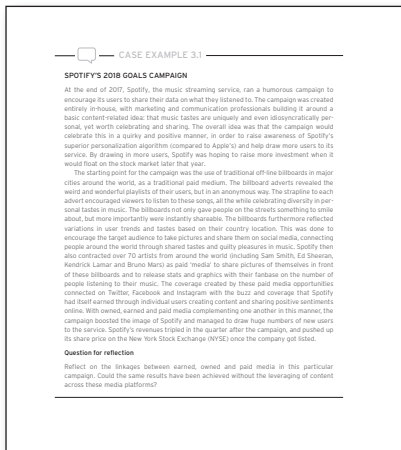 CASE EXAMPLE 3.1
SPOTIFY'S 2018 GOALS CAMPAIGN
At the end of 2017, Spotify, the music streaming service, ran a humorous campaign to
encourage its users to share their data on what they listened to. The campaign was created
entirely in-house, with marketing and communication professionals building it around a
basic content-related idea: that music tastes are uniquely and even idiosyncratically per-
sonal, yet worth celebrating and sharing. The overall idea was that the campaign would
celebrate this in a quirky and positive manner, in order to raise awareness of Spotify's
superior personalization algorithm (compared to Apple's) and help draw more users to its
service. By drawing in more users, Spotify was hoping to raise more investment when it
would float on the stock market later that year.
The starting point for the campaign was the use of traditional off-line billboards in major
cities around the world, as a traditional paid medium. The billboard adverts revealed the
weird and wonderful playlists of their users, but in an anonymous way. The strapline to each
advert encouraged viewers to listen to these songs, all the while celebrating diversity in per-
sonal tastes in music. The billboards not only gave people on the streets something to smile
about, but more importantly were instantly shareable. The billboards furthermore reflected
variations in user trends and tastes based on their country location. This was done to
encourage the target audience to take pictures and share them on social media, connecting
people around the world through shared tastes and guilty pleasures in music. Spotify then
also contracted over 70 artists from around the world (including Sam Smith, Ed Sheeran,
Kendrick Lamar and Bruno Mars) as paid 'media' to share pictures of themselves in front
of these billboards and to release stats and graphics with their fanbase on the number of
people listening to their music. The coverage created by these paid media opportunities
connected on Twitter, Facebook and Instagram with the buzz and coverage that Spotify
had itself earned through individual users creating content and sharing positive sentiments
online. With owned, earned and paid media complementing one another in this manner, the
campaign boosted the image of Spotify and managed to draw huge numbers of new users
to the service. Spotify's revenues tripled in the quarter after the campaign, and pushed up
its share price on the New York Stock Exchange (NYSE) once the company got listed.
Question for reflection
Reflect on the linkages between earned, owned and paid media in this particular
campaign. Could the same results have been achieved without the leveraging of content
across these media platforms?